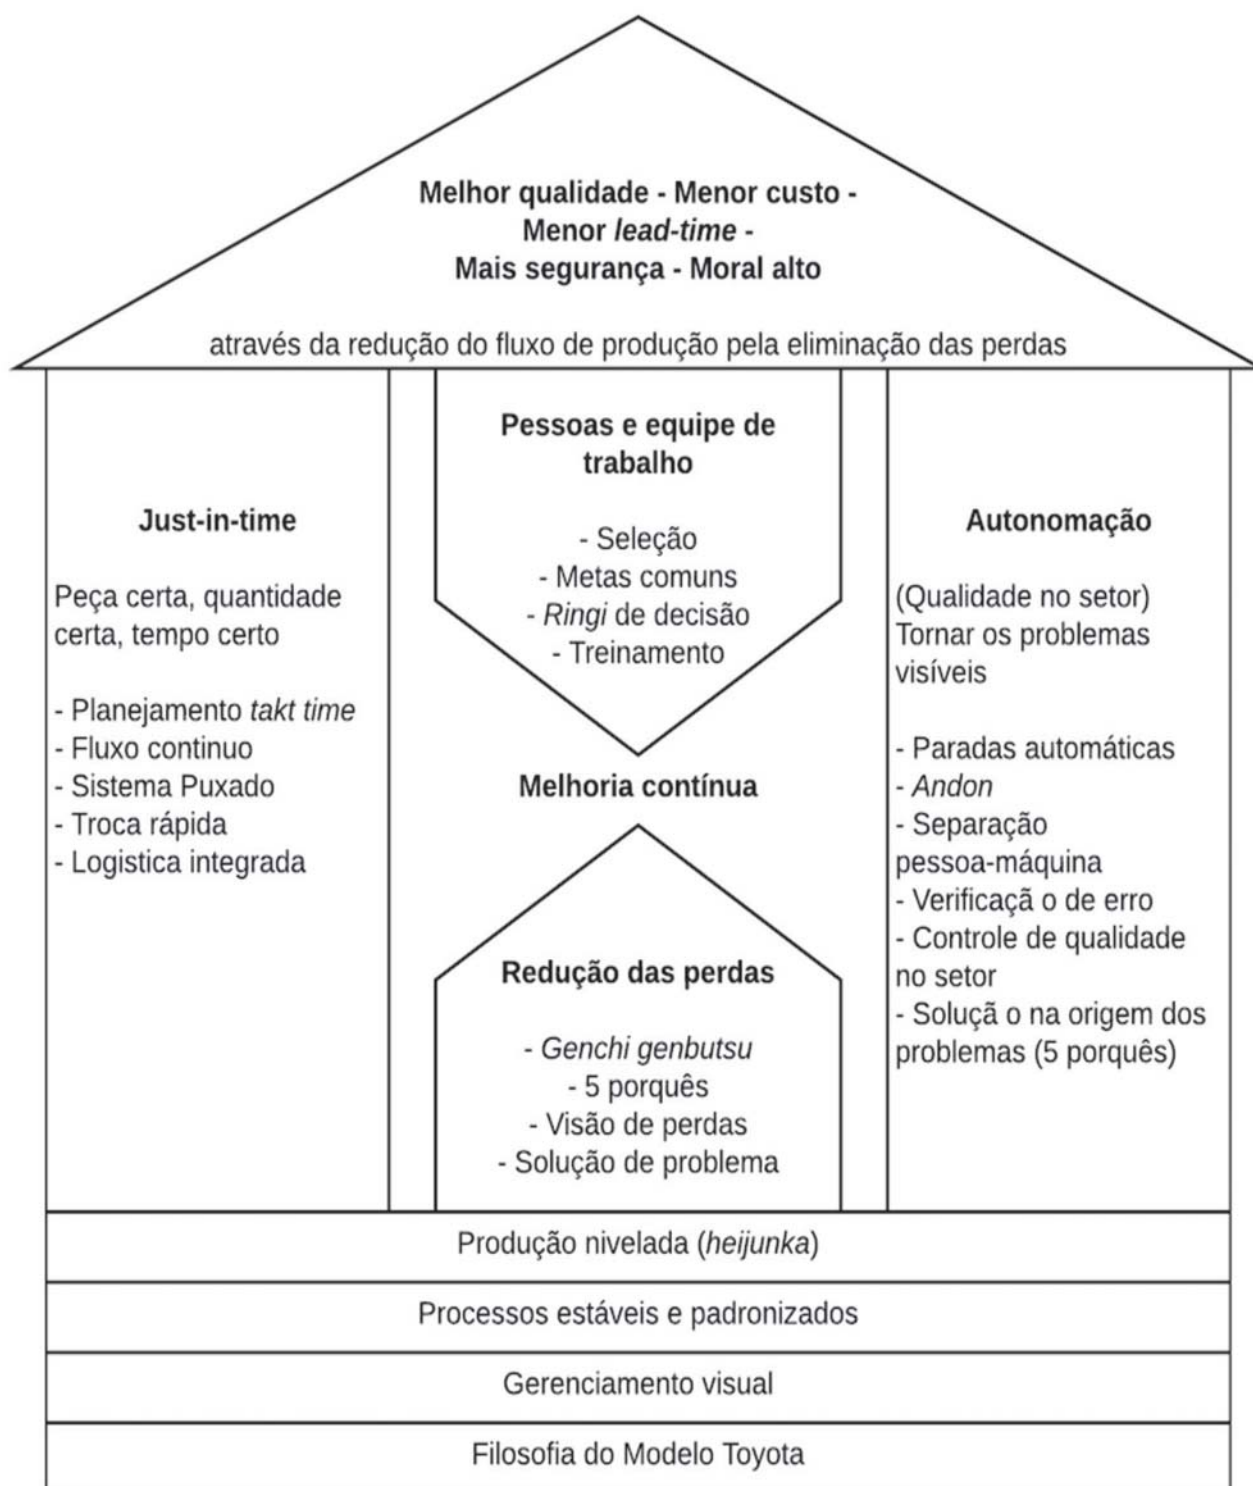 Melhor qualidade - Menor custo -
Menor lead-time -
Mais segurança - Moral alto
através da redução do fluxo de produção pela eliminação das perdas
Just-in-time
Peça certa, quantidade
certa, tempo certo
- Planejamento takt time
- Fluxo continuo
- Sistema Puxado
- Troca rápida
- Logistica integrada
Pessoas e equipe de
trabalho
- Seleção
- Metas comuns
- Ringi de decisão
- Treinamento
Melhoria contínua
Redução das perdas
- Genchi genbutsu
- 5 porquês
- Visão de perdas
- Solução de problema
Autonomação
(Qualidade no setor)
Tornar os problemas
visíveis
- Paradas automáticas
- Andon
- Separação
pessoa-máquina
- Verificaçã o de erro
- Controle de qualidade
no setor
- Soluçã o na origem dos
problemas (5 porquês)
Produção nivelada (heijunka)
Processos estáveis e padronizados
Gerenciamento visual
Filosofia do Modelo Toyota